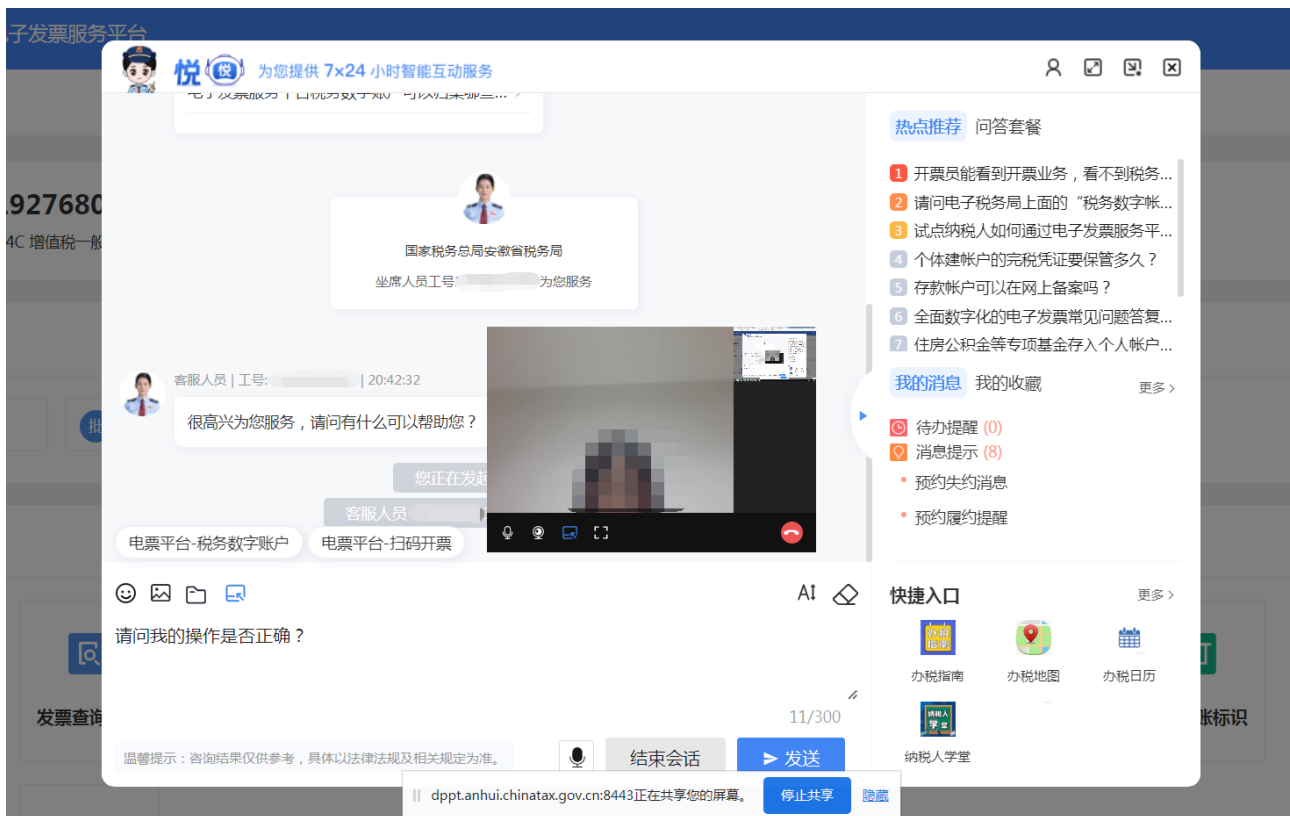 子发票服务平台
悦 悦 为您提供 7×24 小时智能互动服务
.927680
4C 增值税一般
国家税务总局安徽省税务局
坐席人员工号: 为您服务
客服人员 | 工号: | 20:42:32
很高兴为您服务，请问有什么可以帮助您？
您正在发起
客服人员
批
电票平台-税务数字账户 电票平台-扫码开票
请问我的操作是否正确？
11/300
温馨提示：咨询结果仅供参考，具体以法律法规及相关规定为准。
结束会话 发送
热点推荐 问答套餐
1 开票员能看到开票业务，看不到税务...
2 请问电子税务局上面的“税务数字帐...
3 试点纳税人如何通过电子发票服务平...
4 个体建帐户的完税凭证要保管多久？
5 存款帐户可以在网上备案吗？
6 全面数字化的电子发票常见问题答复...
7 住房公积金等专项基金存入个人帐户...
我的消息 我的收藏 更多
待办提醒 (0)
消息提示 (8)
预约失约消息
预约履约提醒
快捷入口 更多
办税指南
办税指南 办税地图 办税日历
纳税人学堂
纳税人学堂
发票查询
账标识
dppt.anhui.chinatax.gov.cn:8443正在共享您的屏幕。 停止共享 隐藏